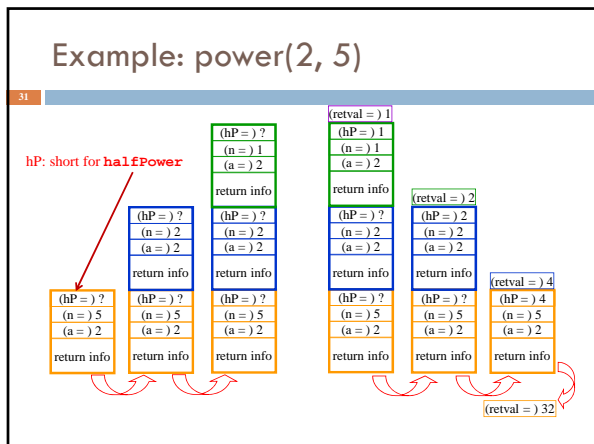 Example: power(2, 5)
31
hP: short for halfPower
(hP = ) ?
(n = ) 5
(a = ) 2
return info
(hP = ) ?
(n = ) 2
(a = ) 2
return info
(hP = ) ?
(n = ) 5
(a = ) 2
return info
(hP = ) ?
(n = ) 1
(a = ) 2
return info
(hP = ) ?
(n = ) 2
(a = ) 2
return info
(hP = ) ?
(n = ) 5
(a = ) 2
return info
(retval = ) 1
(hP = ) 1
(n = ) 1
(a = ) 2
return info
(hP = ) ?
(n = ) 2
(a = ) 2
return info
(hP = ) ?
(n = ) 5
(a = ) 2
return info
(retval = ) 2
(hP = ) 2
(n = ) 2
(a = ) 2
return info
(hP = ) ?
(n = ) 5
(a = ) 2
return info
(retval = ) 4
(hP = ) 4
(n = ) 5
(a = ) 2
return info
(retval = ) 32